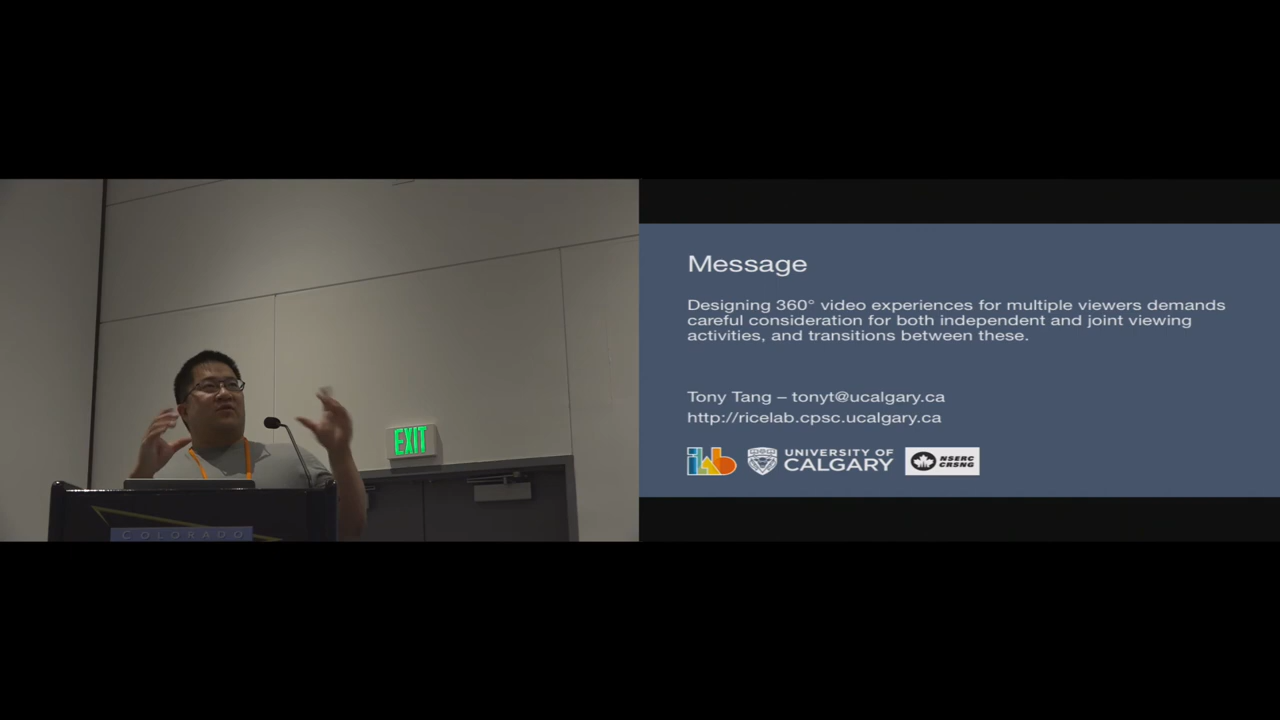 Message
Designing 360° video experiences for multiple viewers demands
careful consideration for both independent and joint viewing
activities, and transitions between these.
Tony Tang – tonyt@ucalgary.ca
http://ricelab.cpsc.ucalgary.ca
ilab
UNIVERSITY OF
CALGARY
NSERC
CRSNG
EXIT
COLORADO